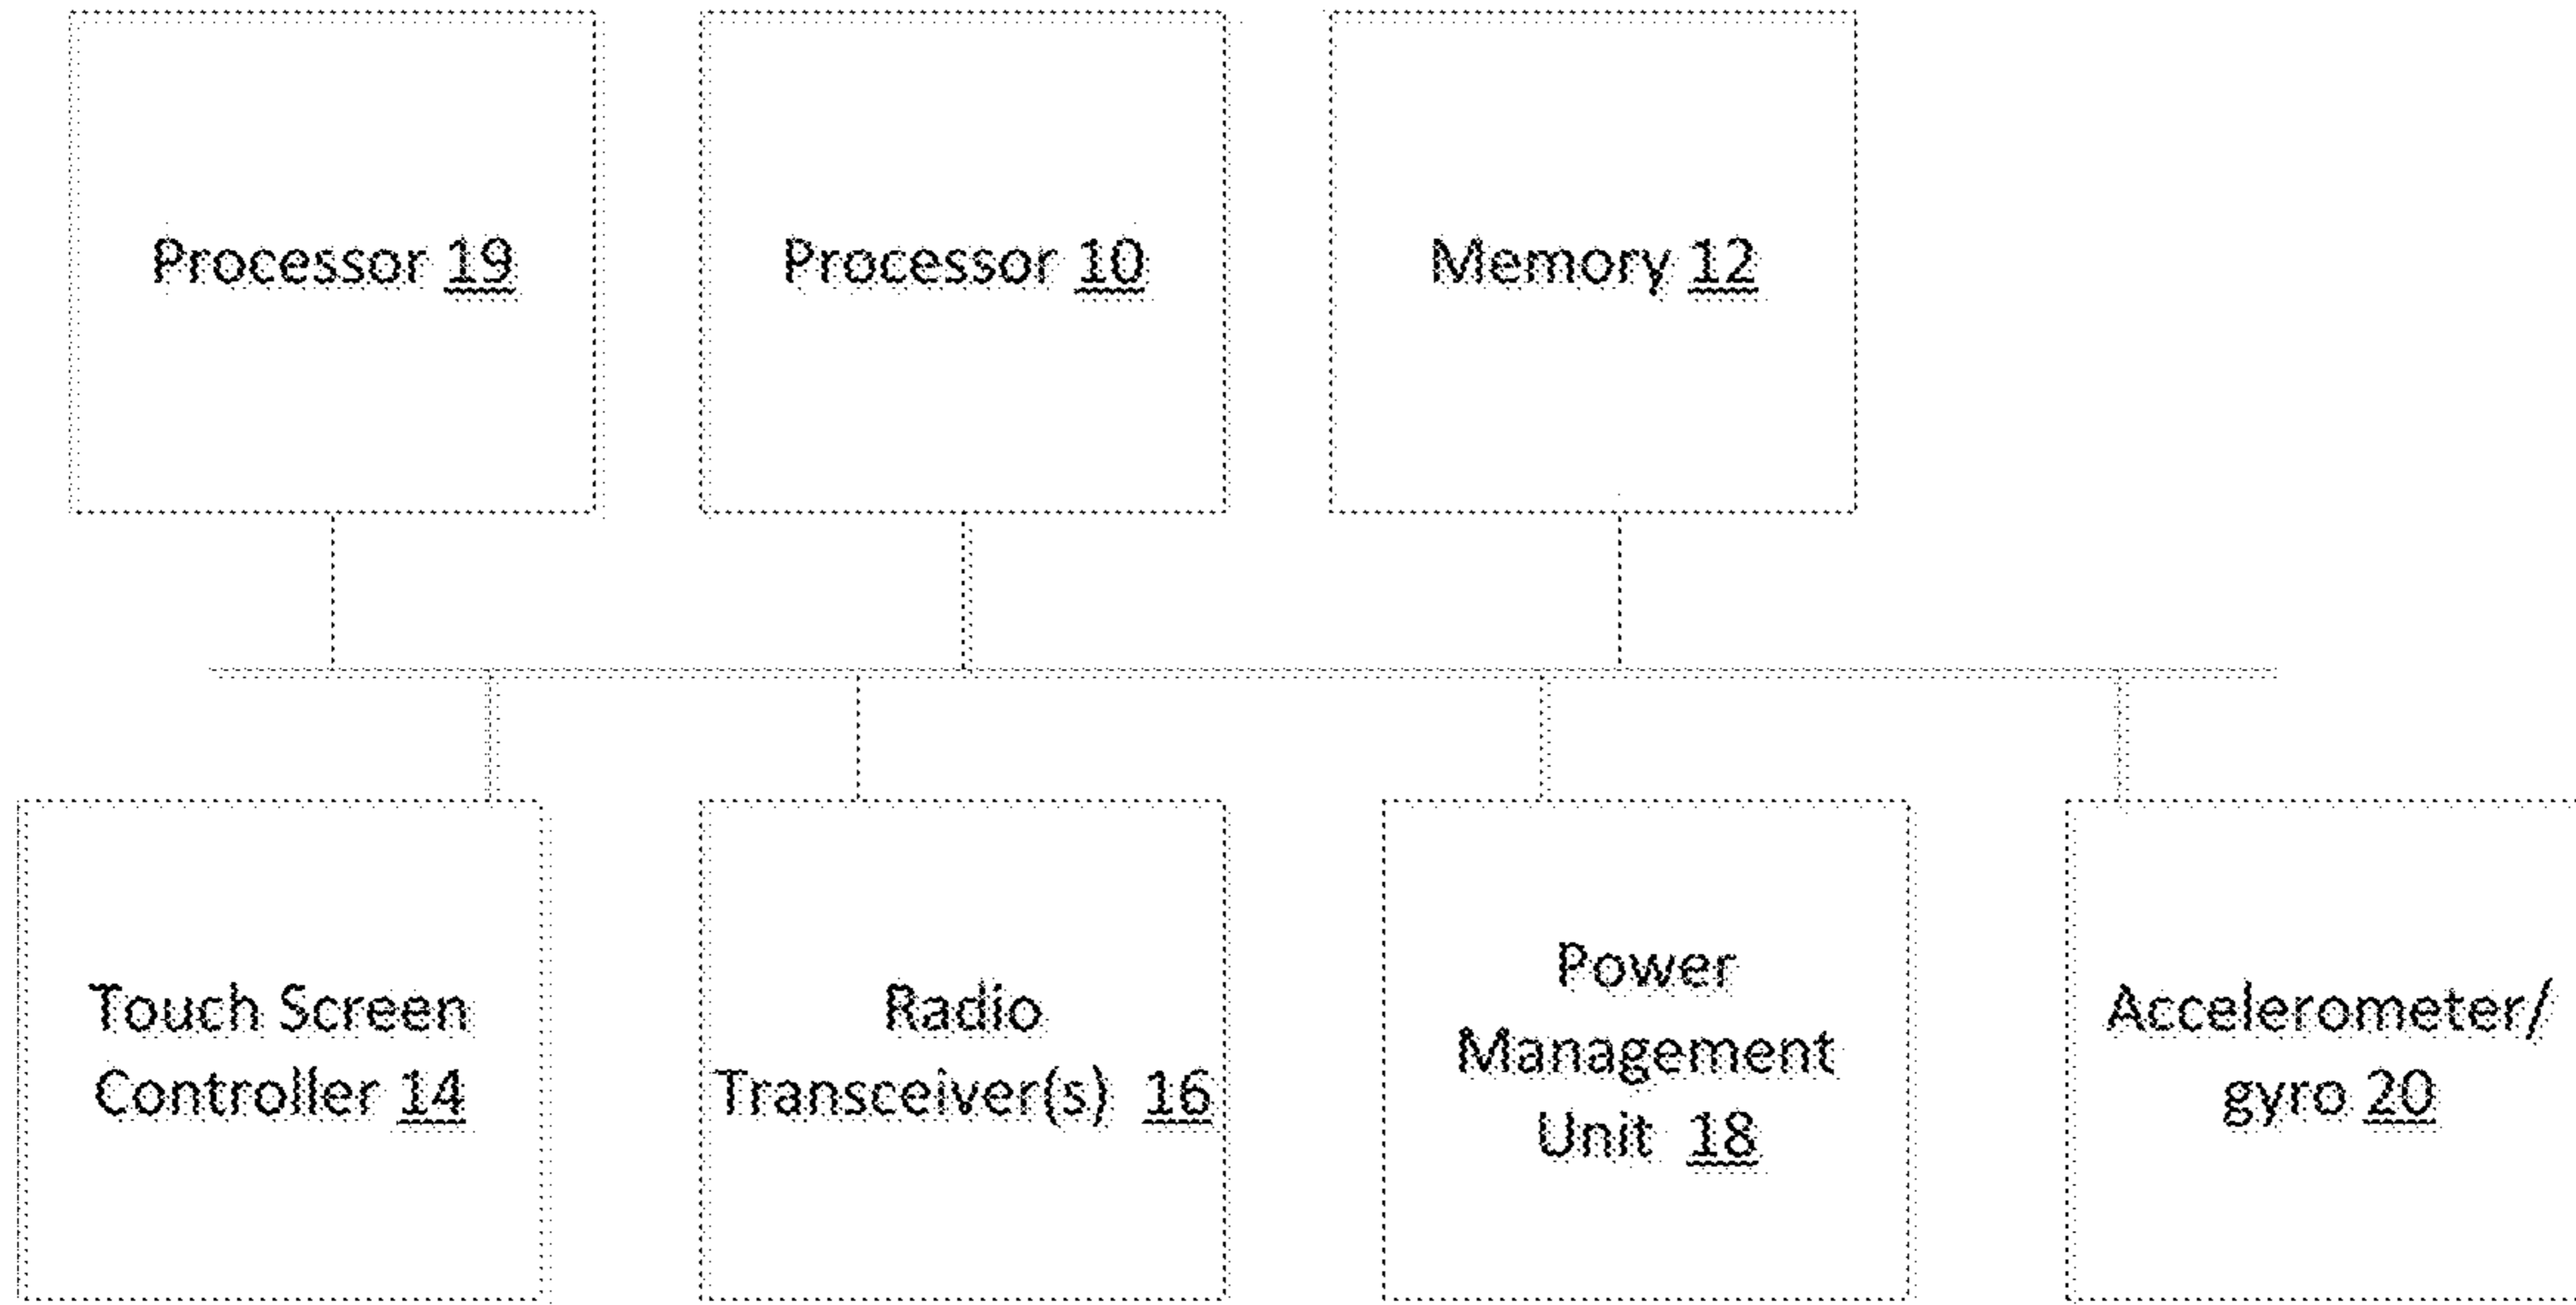 Processor 19
Processor 10
Memory 12
Touch Screen
Controller 14
Radio
Transceiver(s) 16
Power
Management
Unit 18
Accelerometer/
gyro 20